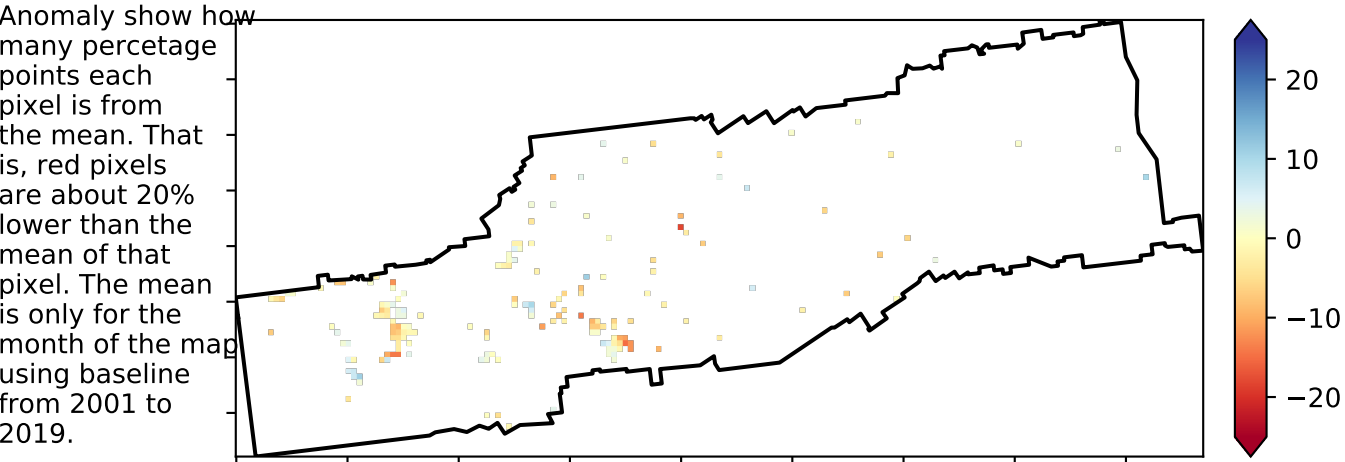 Anomaly show how
many percetage
points each
pixel is from
the mean. That
is, red pixels
are about 20%
lower than the
mean of that
pixel. The mean
is only for the
month of the map
using baseline
from 2001 to
2019.
20
10
0
−10
−20